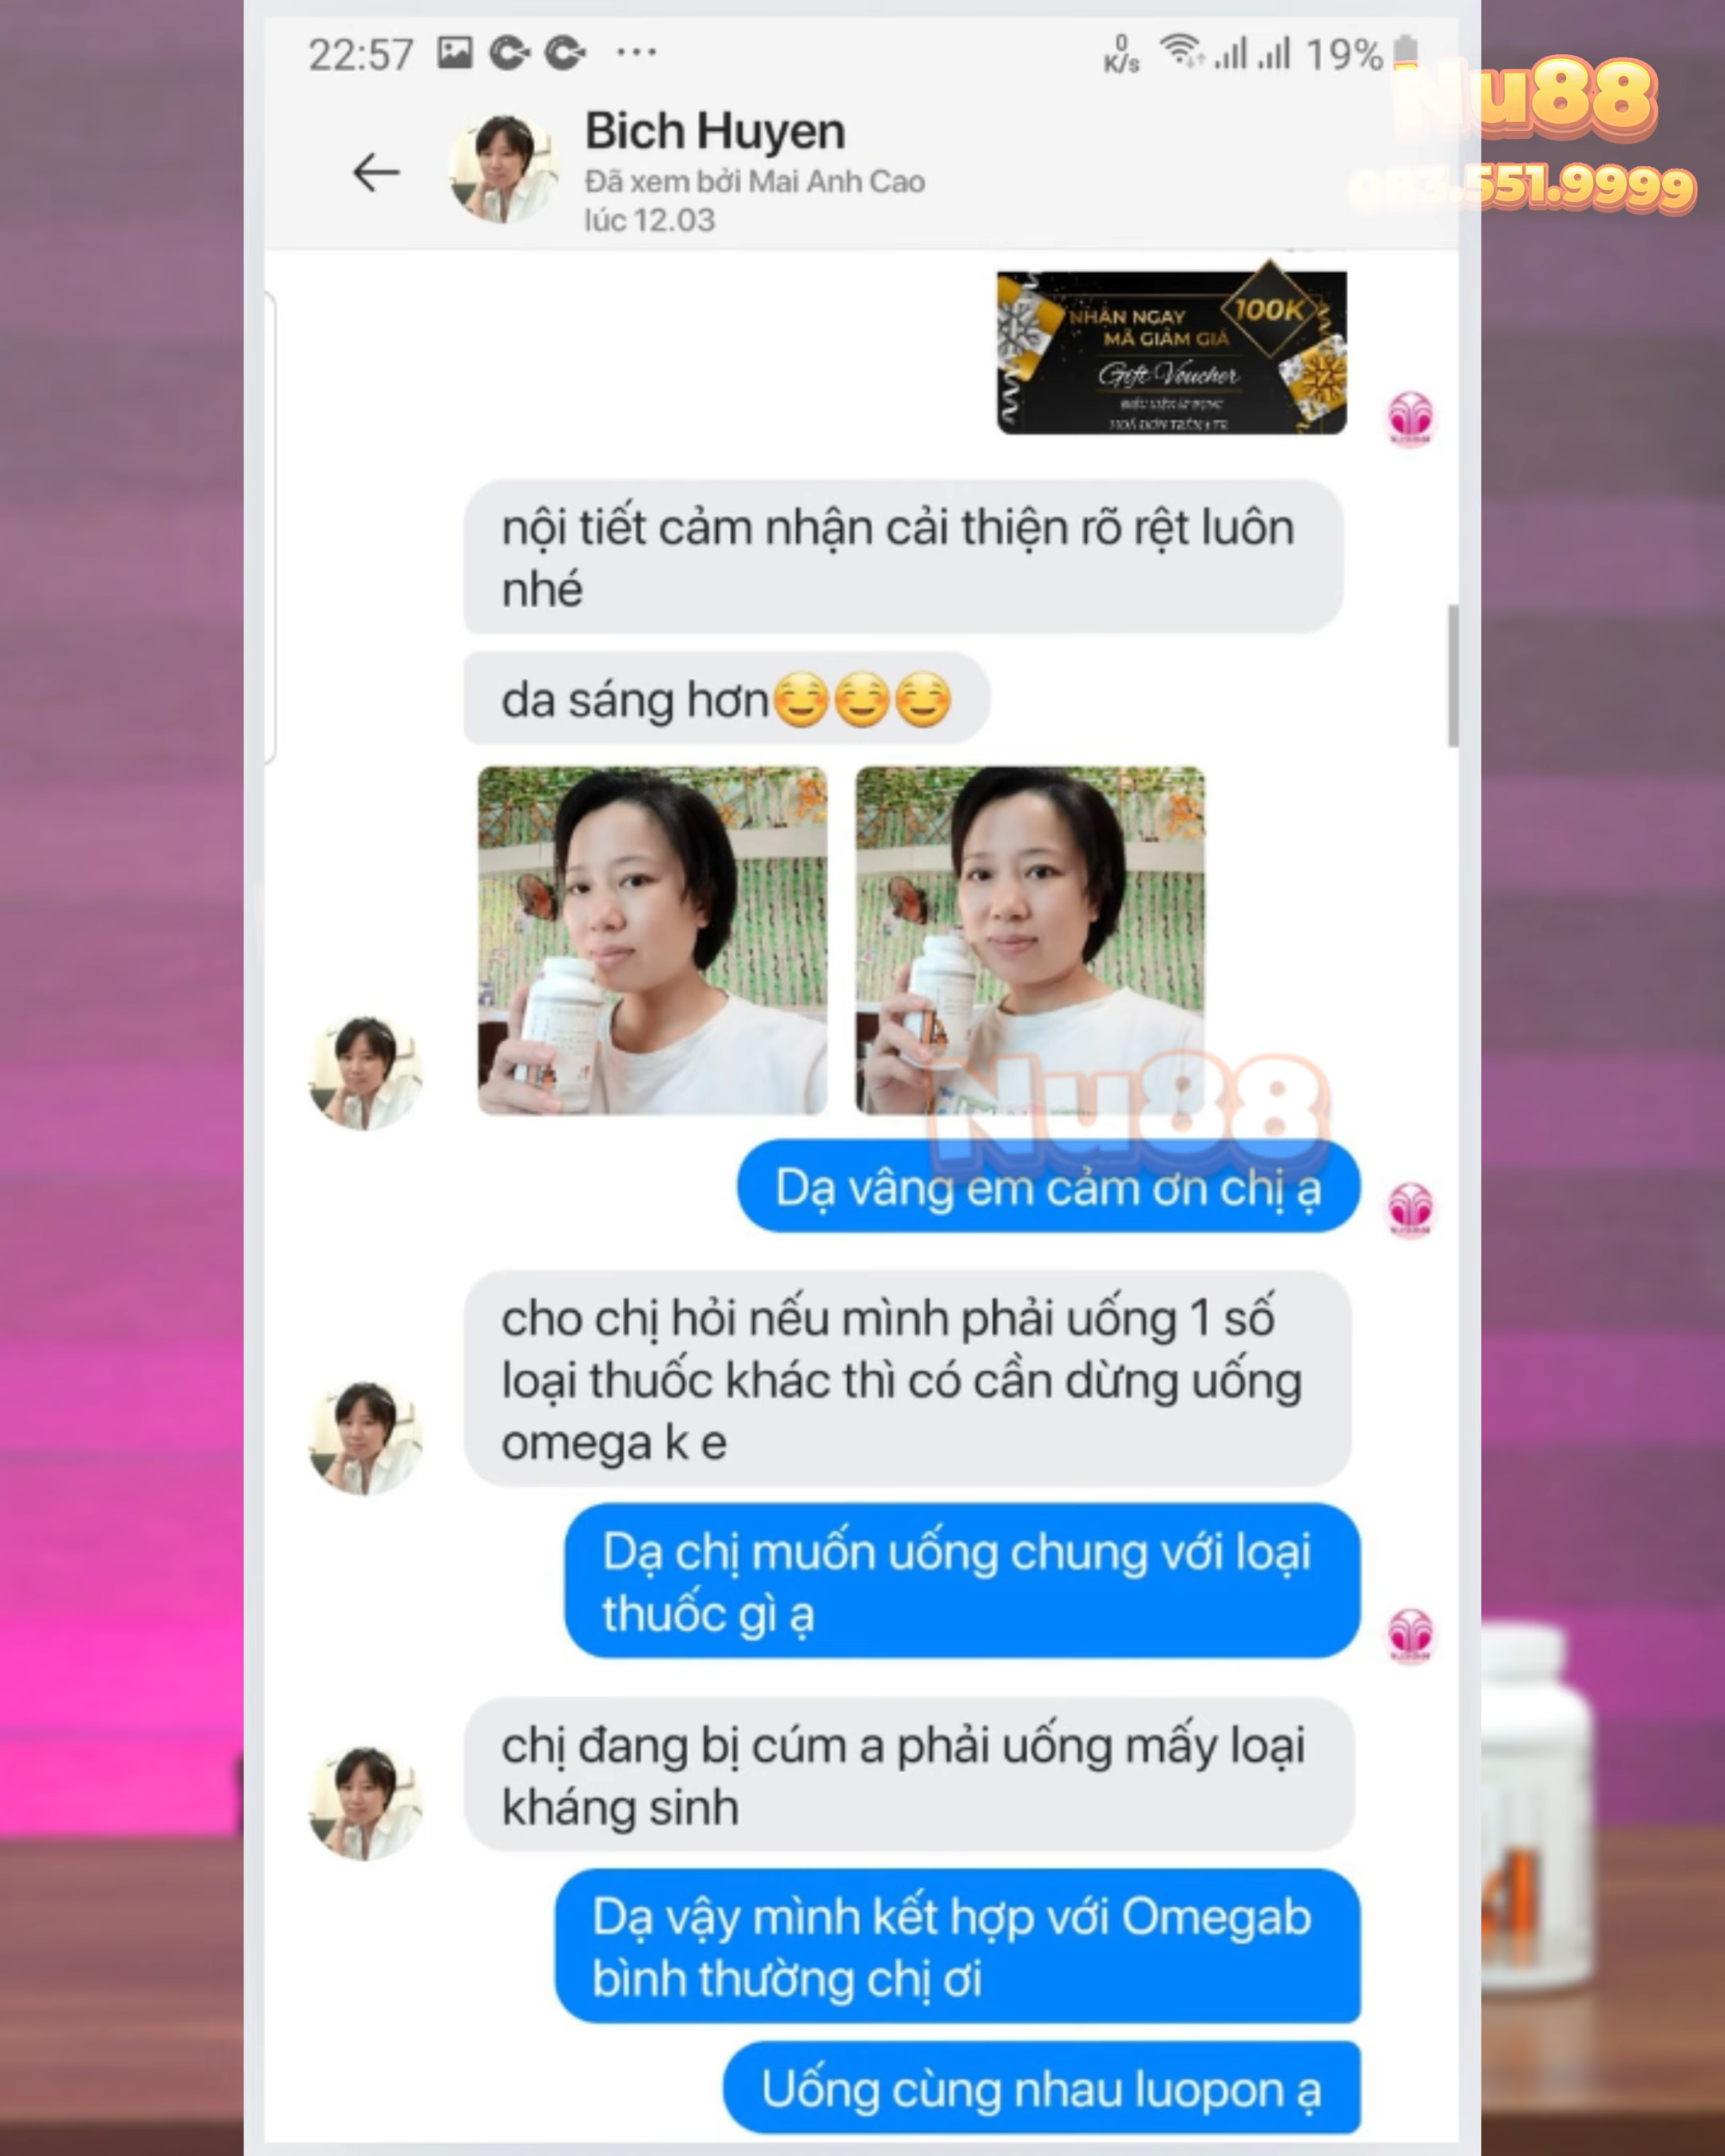 22:57
0
K/s
19%
Nu88
083.551.9999
Bich Huyen
Đã xem bởi Mai Anh Cao
lúc 12.03
100K
NHẬN NGAY
MÃ GIẢM GIÁ
Gift Voucher
nội tiết cảm nhận cải thiện rõ rệt luôn
nhé
da sáng hơn😊😊😊
Nu88
Dạ vâng em cảm ơn chị ạ
cho chị hỏi nếu mình phải uống 1 số
loại thuốc khác thì có cần dừng uống
omega k e
Dạ chị muốn uống chung với loại
thuốc gì ạ
chị đang bị cúm a phải uống mấy loại
kháng sinh
Dạ vậy mình kết hợp với Omegab
bình thường chị ơi
Uống cùng nhau luopon ạ